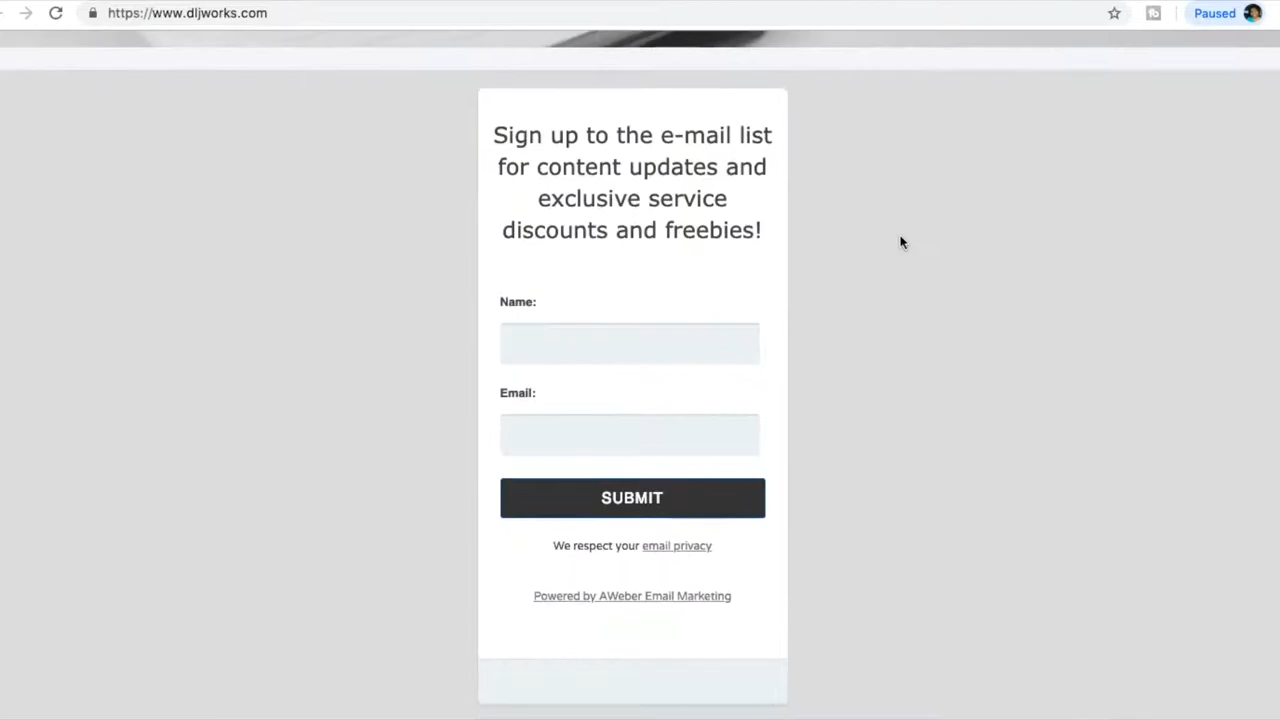 https://www.dljworks.com
Paused
Sign up to the e-mail list
for content updates and
exclusive service
discounts and freebies!
Name:
Email:
SUBMIT
We respect your email privacy
Powered by AWeber Email Marketing